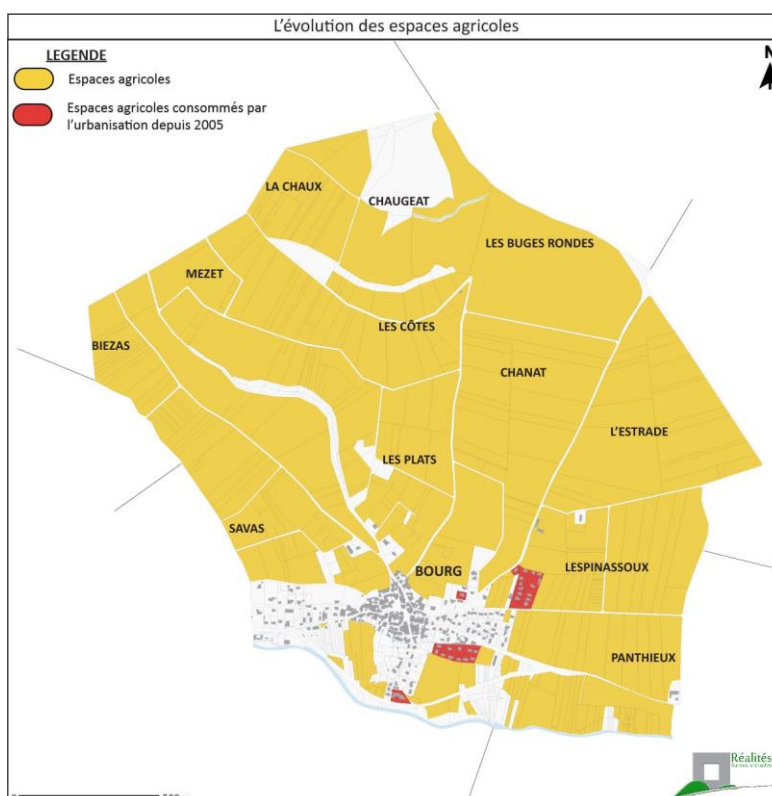 L'évolution des espaces agricoles
LEGENDE
Espaces agricoles
Espaces agricoles consommés par
l'urbanisation depuis 2005
N
LA CHAUX
CHAUGEAT
LES BUGES RONDES
MEZET
LES CÔTES
BIEZAS
CHANAT
L'ESTRADE
LES PLATS
SAVAS
BOURG
LESPINASSOUX
PANTHIEUX
Réalités
0